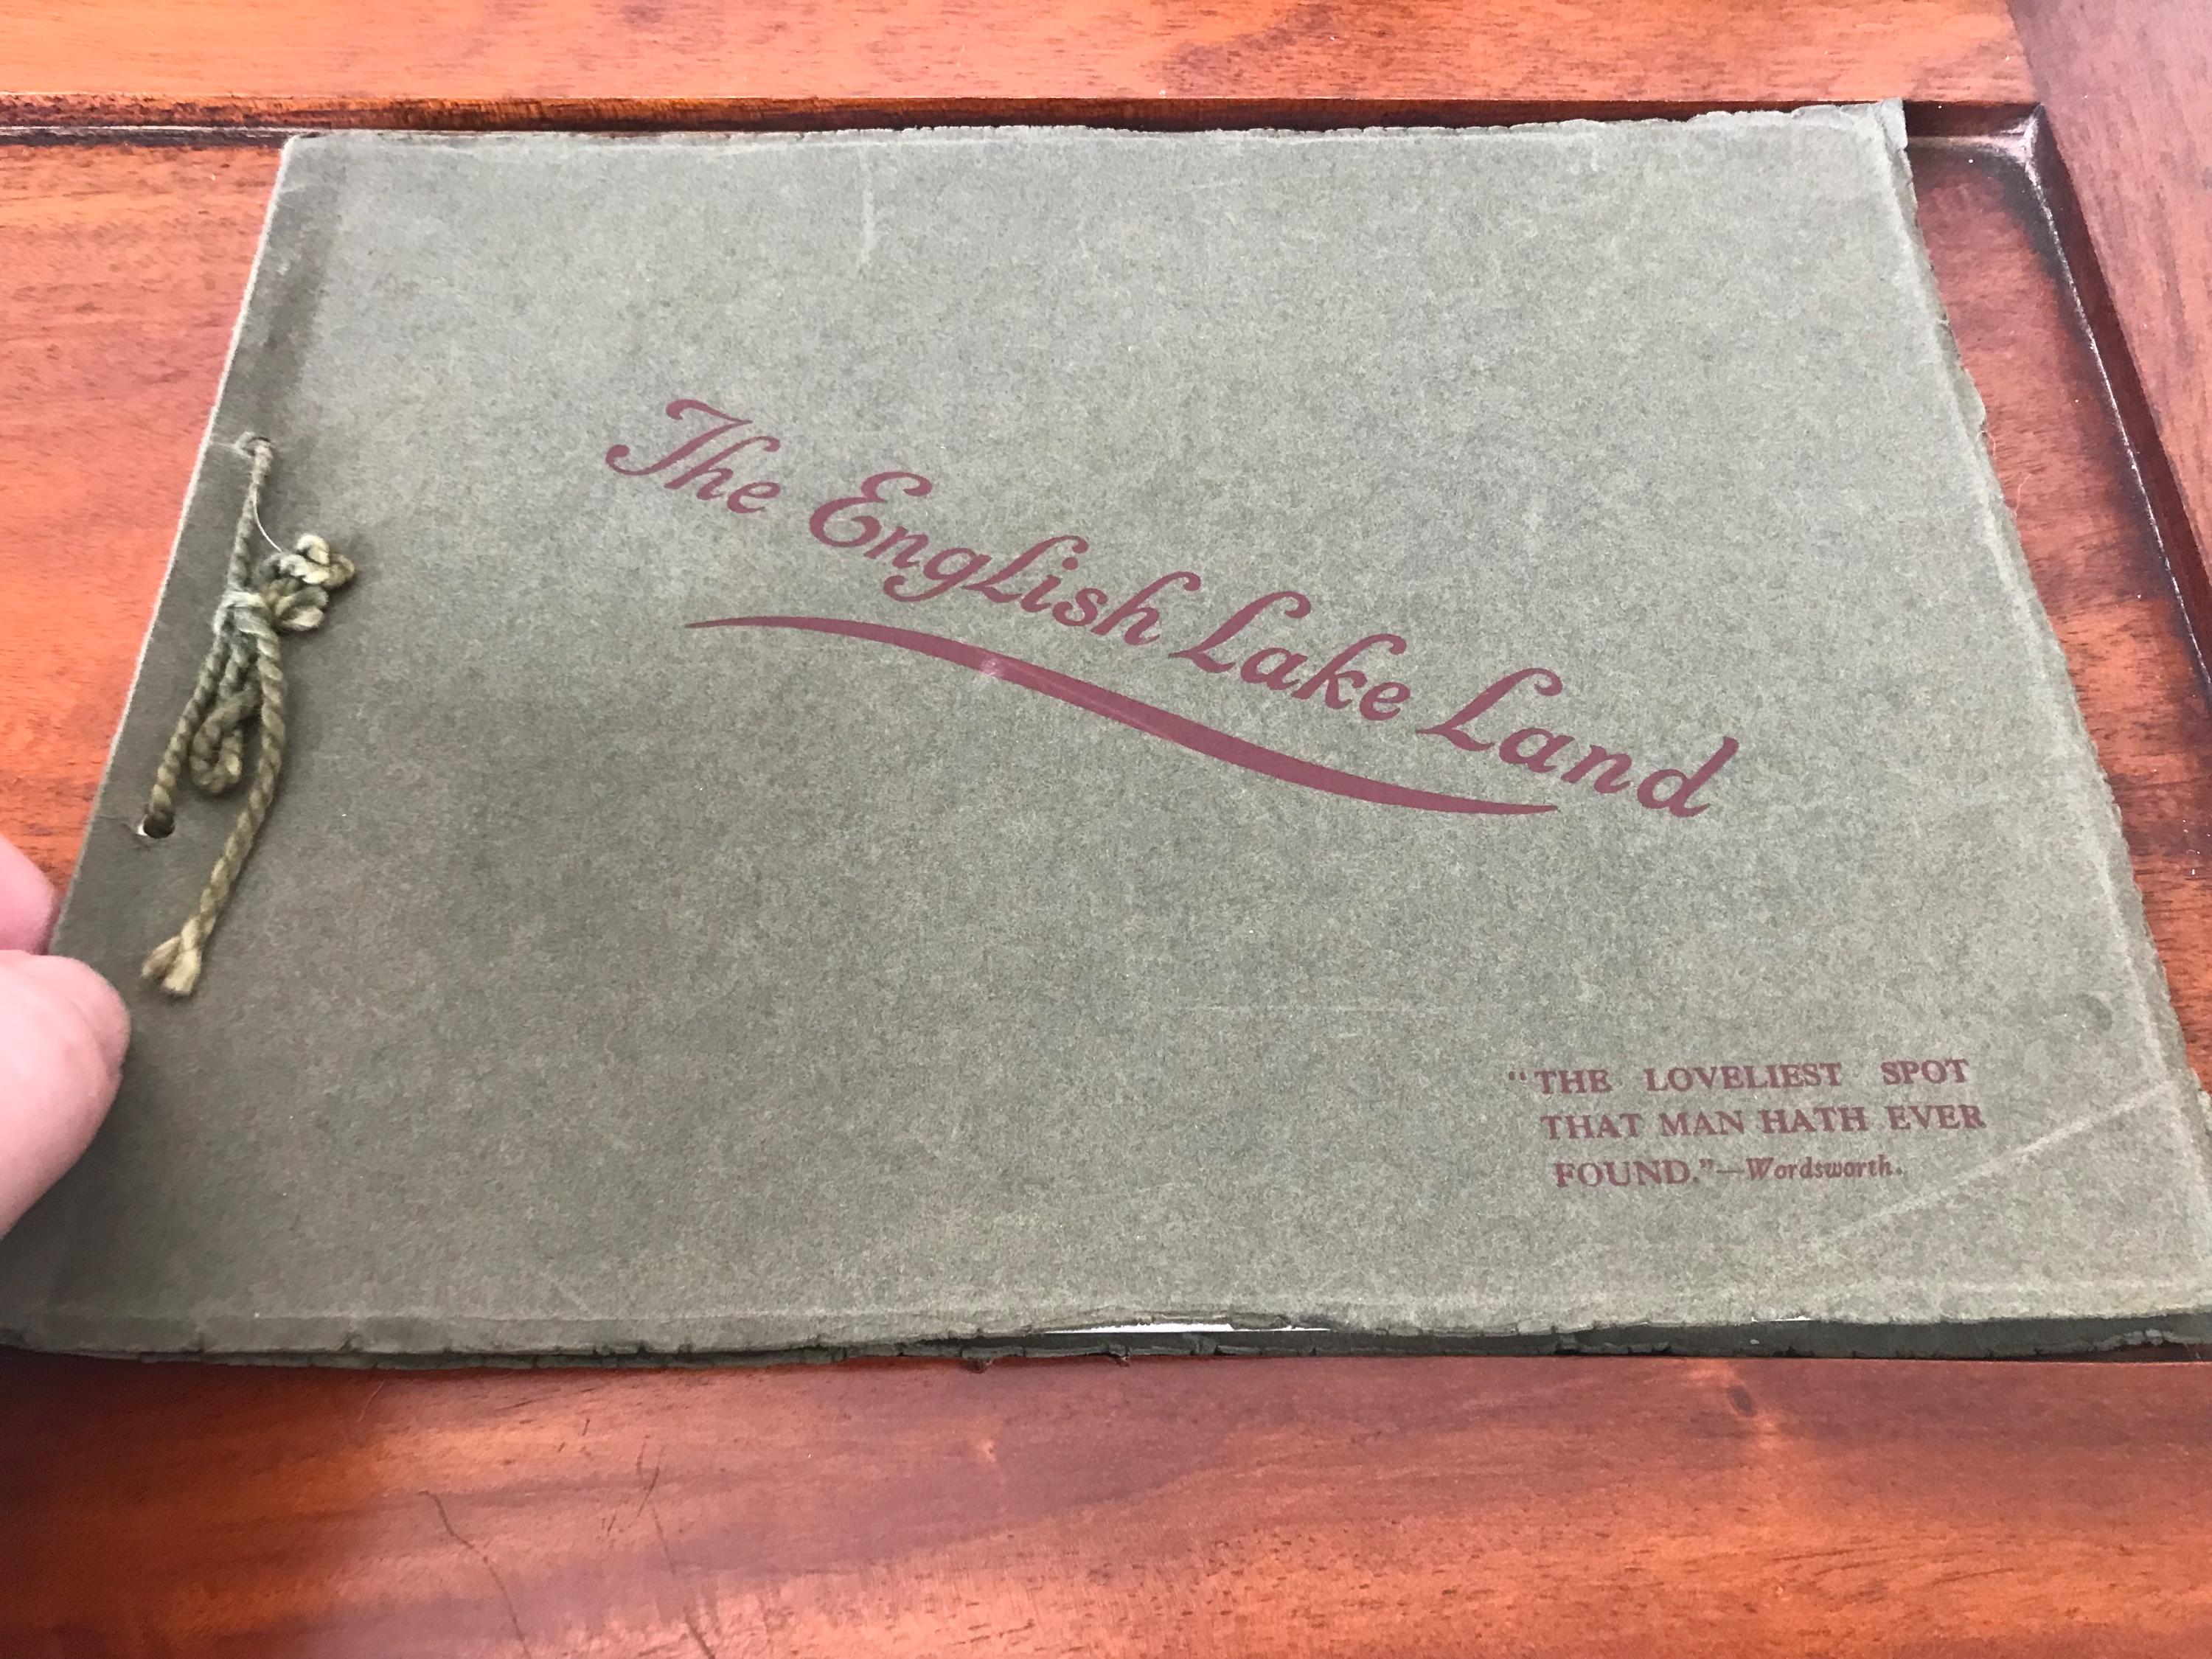 The English Lake Land
“THE LOVELIEST SPOT
THAT MAN HATH EVER
FOUND.”—Wordsworth.